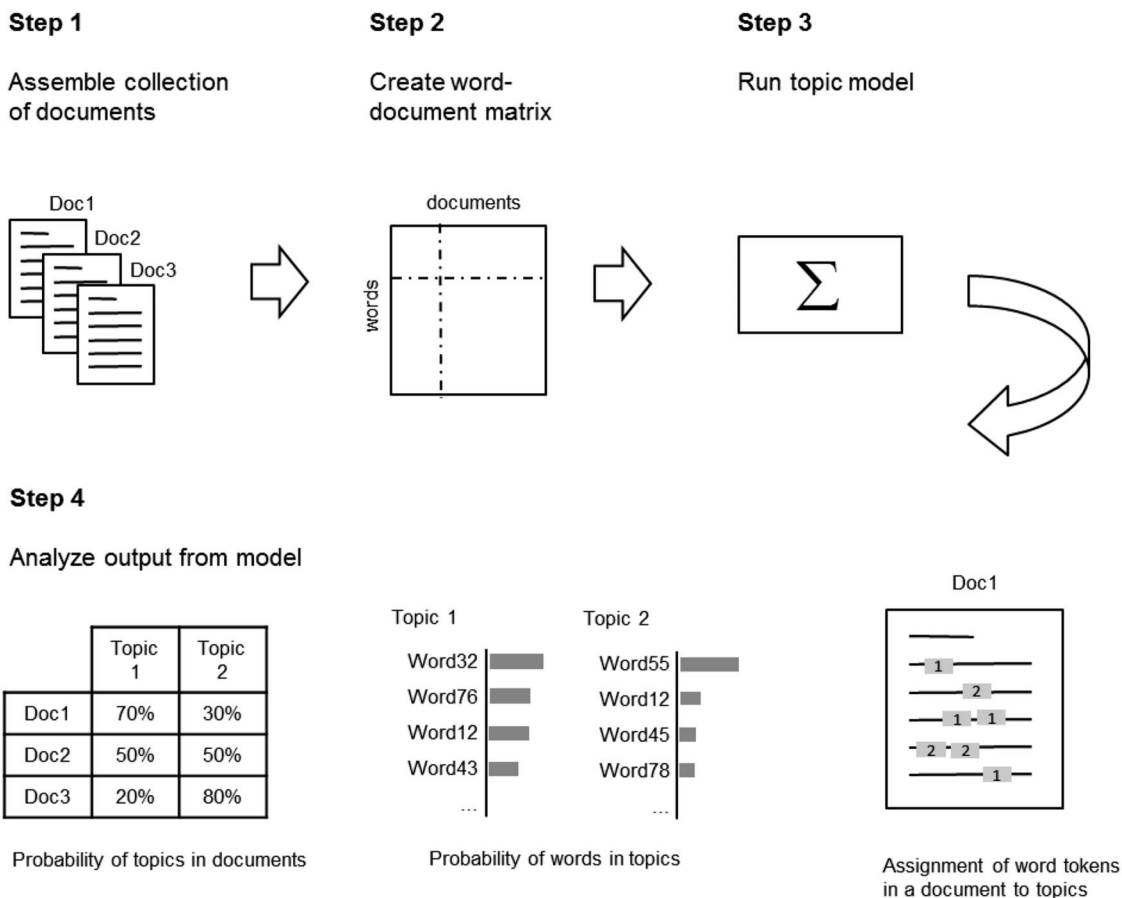 Step 1
Assemble collection
of documents
Step 2
Create word-
document matrix
Step 3
Run topic model
Doc1
Doc2
Doc3
documents
words
Σ
Step 4
Analyze output from model
Topic
1
Topic
2
Doc1 70% 30%
Doc2 50% 50%
Doc3 20% 80%
Probability of topics in documents
Topic 1
Word32
Word76
Word12
Word43
...
Topic 2
Word55
Word12
Word45
Word78
...
Probability of words in topics
Doc1
1
2
1 1
2 2
1
Assignment of word tokens
in a document to topics